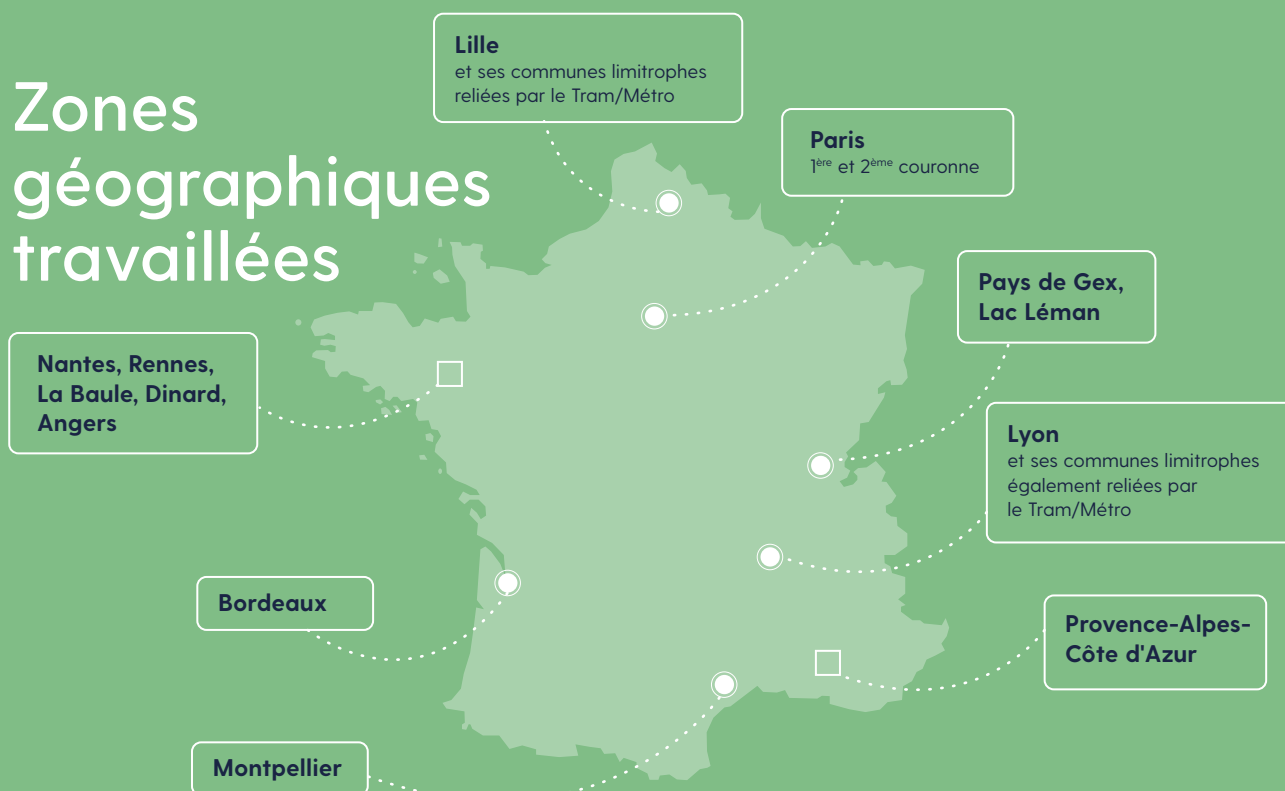 Zones
géographiques
travaillées
Lille
et ses communes limitrophes
reliées par le Tram/Métro
Paris
1ère et 2ème couronne
Pays de Gex,
Lac Léman
Nantes, Rennes,
La Baule, Dinard,
Angers
Lyon
et ses communes limitrophes
également reliées par
le Tram/Métro
Bordeaux
Provence-Alpes-
Côte d'Azur
Montpellier